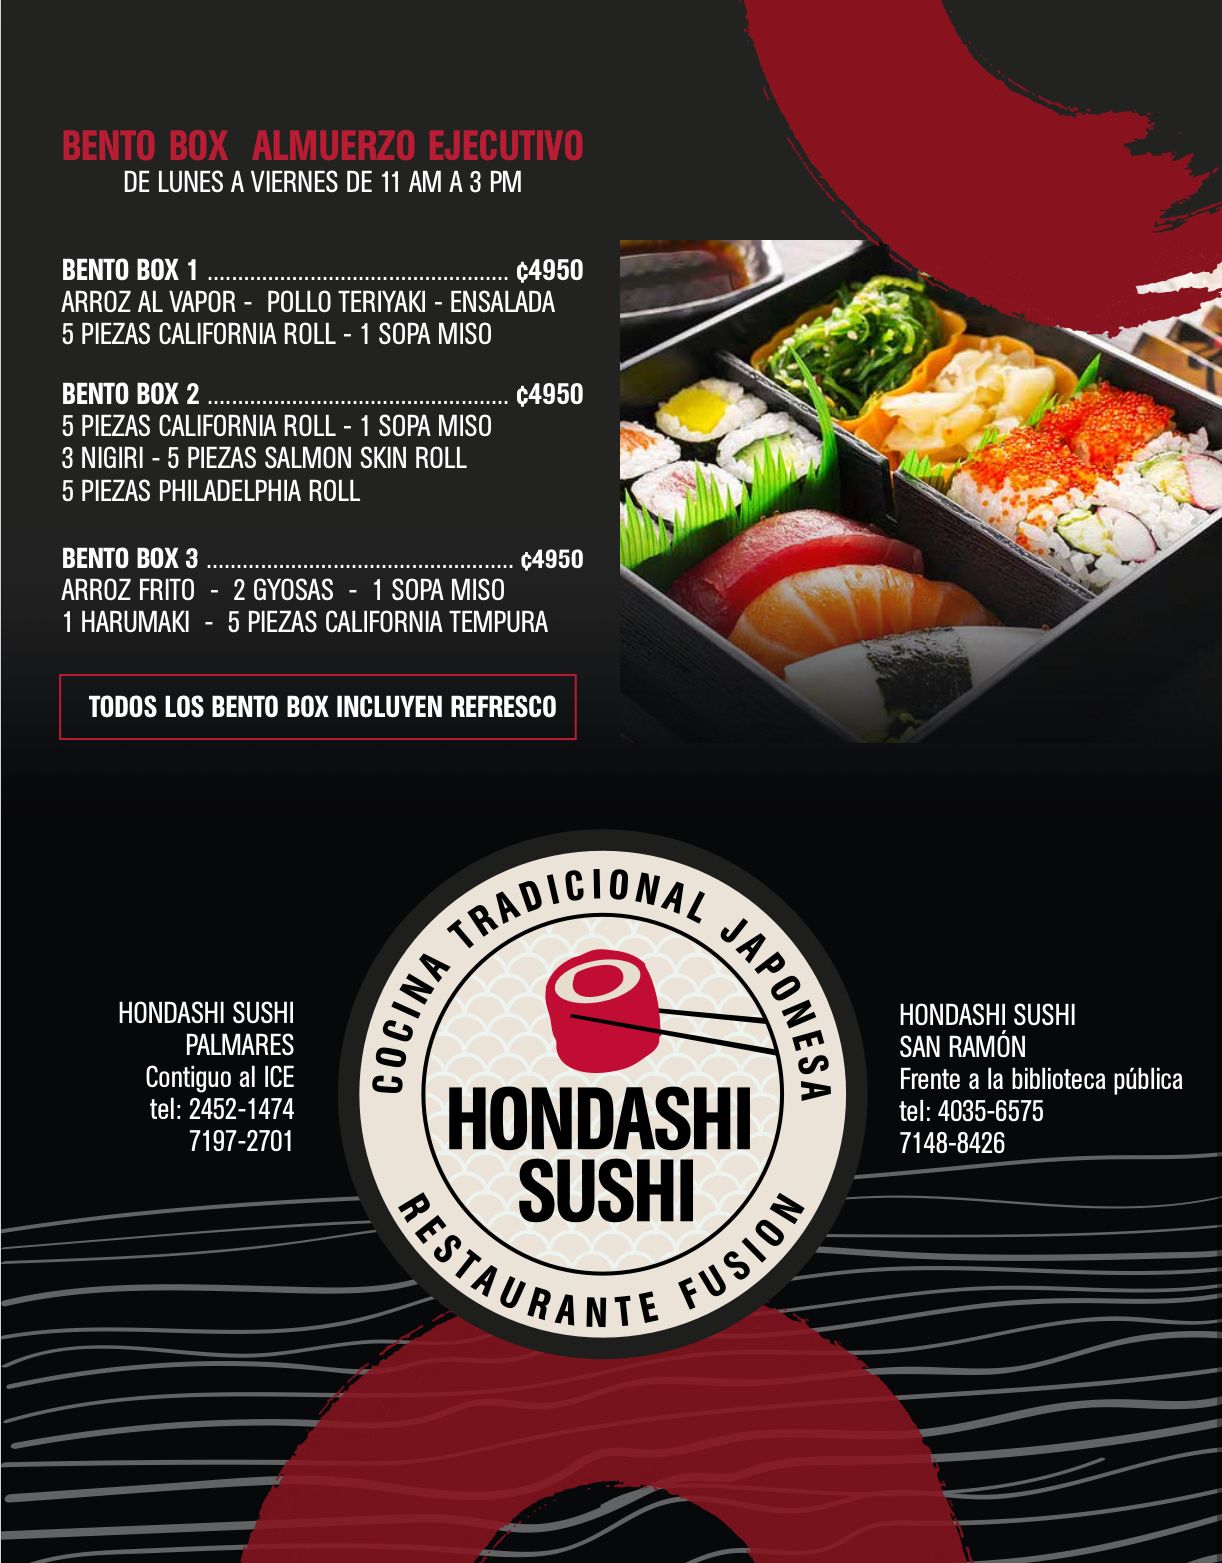 BENTO BOX ALMUERZO EJECUTIVO
DE LUNES A VIERNES DE 11 AM A 3 PM
BENTO BOX 1 .................................................. ¢4950
ARROZ AL VAPOR - POLLO TERIYAKI - ENSALADA
5 PIEZAS CALIFORNIA ROLL - 1 SOPA MISO
BENTO BOX 2 .................................................. ¢4950
5 PIEZAS CALIFORNIA ROLL - 1 SOPA MISO
3 NIGIRI - 5 PIEZAS SALMON SKIN ROLL
5 PIEZAS PHILADELPHIA ROLL
BENTO BOX 3 ................................................... ¢4950
ARROZ FRITO - 2 GYOSAS - 1 SOPA MISO
1 HARUMAKI - 5 PIEZAS CALIFORNIA TEMPURA
TODOS LOS BENTO BOX INCLUYEN REFRESCO
HONDASHI SUSHI
PALMARES
Contiguo al ICE
tel: 2452-1474
7197-2701
COCINA TRADICIONAL JAPONESA
HONDASHI
SUSHI
RESTAURANTE FUSION
HONDASHI SUSHI
SAN RAMÓN
Frente a la biblioteca pública
tel: 4035-6575
7148-8426